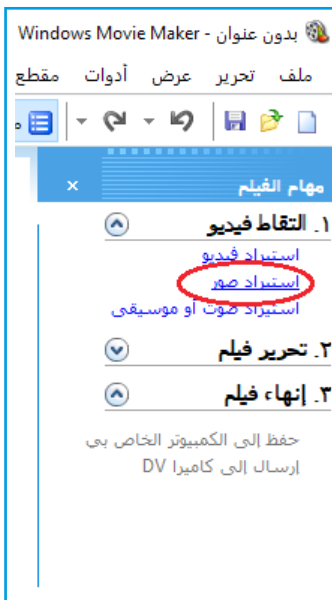 بدون عنوان - Windows Movie Maker
ملف تحرير عرض أدوات مقطع
مهام الفيلم
١. التقاط فيديو
استيراد فيديو
استيراد صور
استيراد صوت أو موسيقى
٢. تحرير فيلم
٣. إنهاء فيلم
حفظ إلى الكمبيوتر الخاص بي
إرسال إلى كاميرا DV